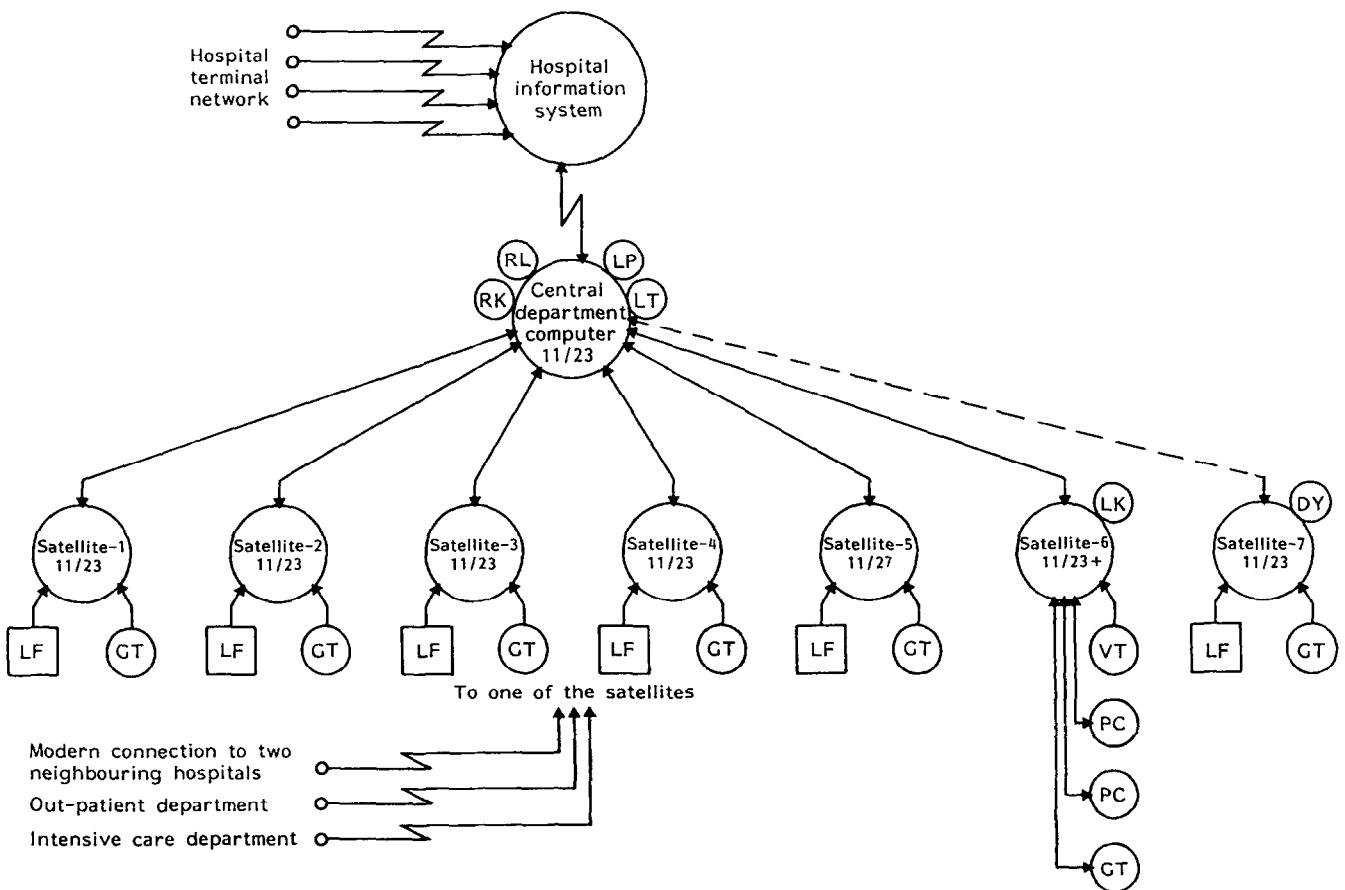 Hospital
terminal
network
Hospital
information
system
RL
LP
RK
LT
Central
department
computer
11/23
LK
DY
Satellite-1
11/23
Satellite-2
11/23
Satellite-3
11/23
Satellite-4
11/23
Satellite-5
11/27
Satellite-6
11/23+
Satellite-7
11/23
LF
GT
LF
GT
LF
GT
LF
GT
LF
GT
VT
LF
GT
To one of the satellites
PC
Modern connection to two
neighbouring hospitals
Out-patient department
PC
Intensive care department
GT